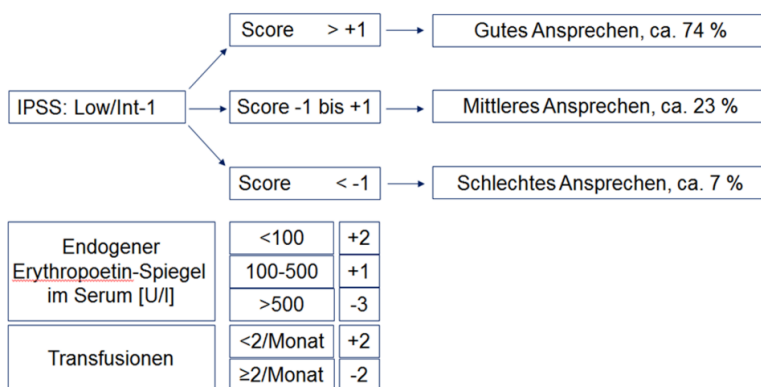 Score > +1
Gutes Ansprechen, ca. 74 %
IPSS: Low/Int-1
Score -1 bis +1
Mittleres Ansprechen, ca. 23 %
Score < -1
Schlechtes Ansprechen, ca. 7 %
Endogener
Erythropoetin-Spiegel
im Serum [U/l]
<100
+2
100-500
+1
>500
-3
Transfusionen
<2/Monat
+2
≥2/Monat
-2